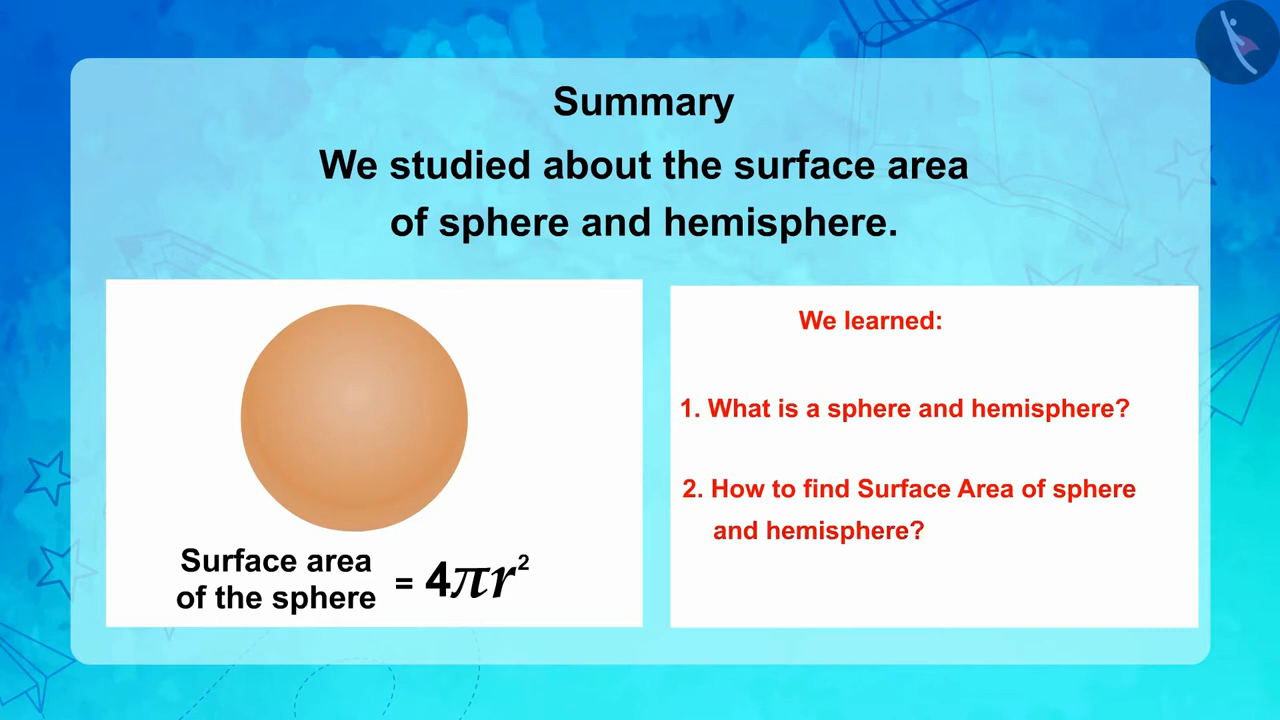 Summary
We studied about the surface area
of sphere and hemisphere.
Surface area
of the sphere = 4πr²
We learned:
1. What is a sphere and hemisphere?
2. How to find Surface Area of sphere
and hemisphere?